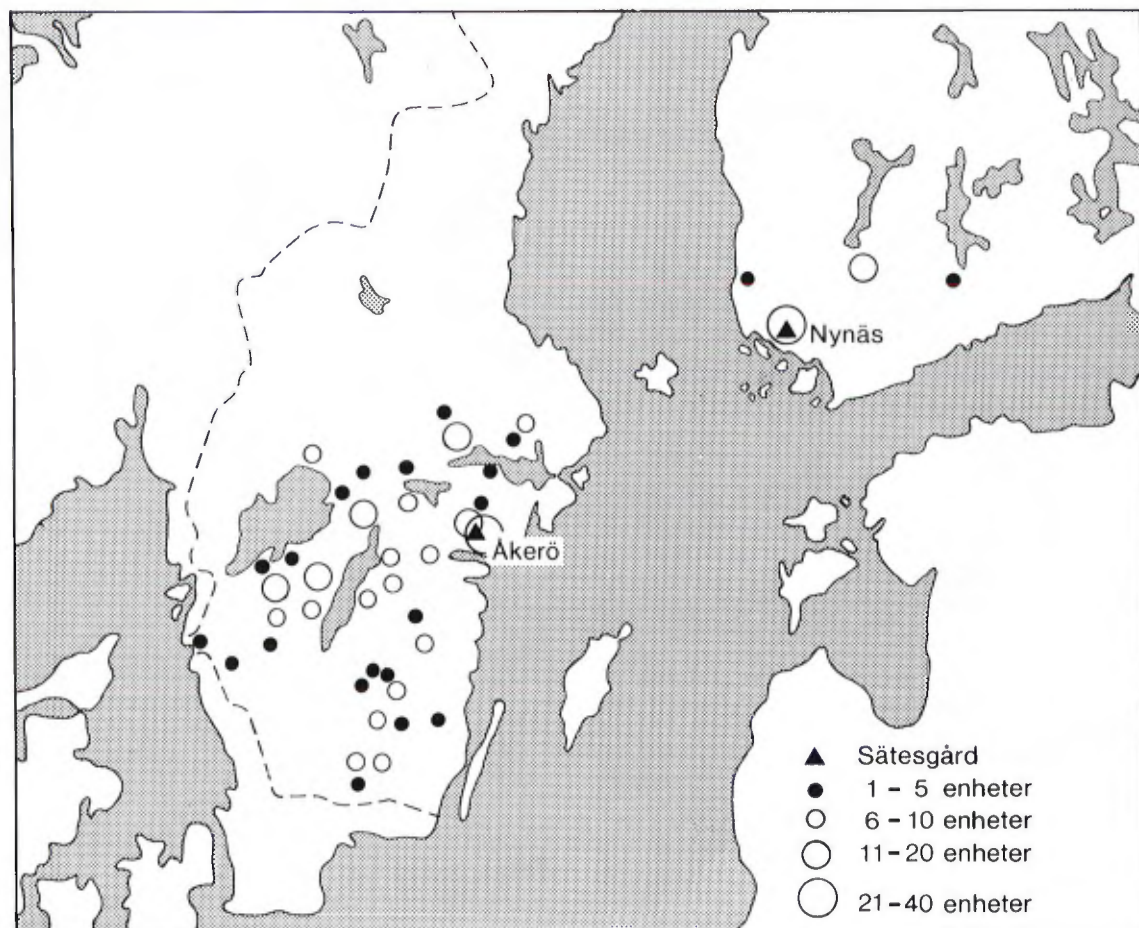 Nynäs
Åkerö
Sätesgård
1 – 5 enheter
6 – 10 enheter
11 – 20 enheter
21 – 40 enheter